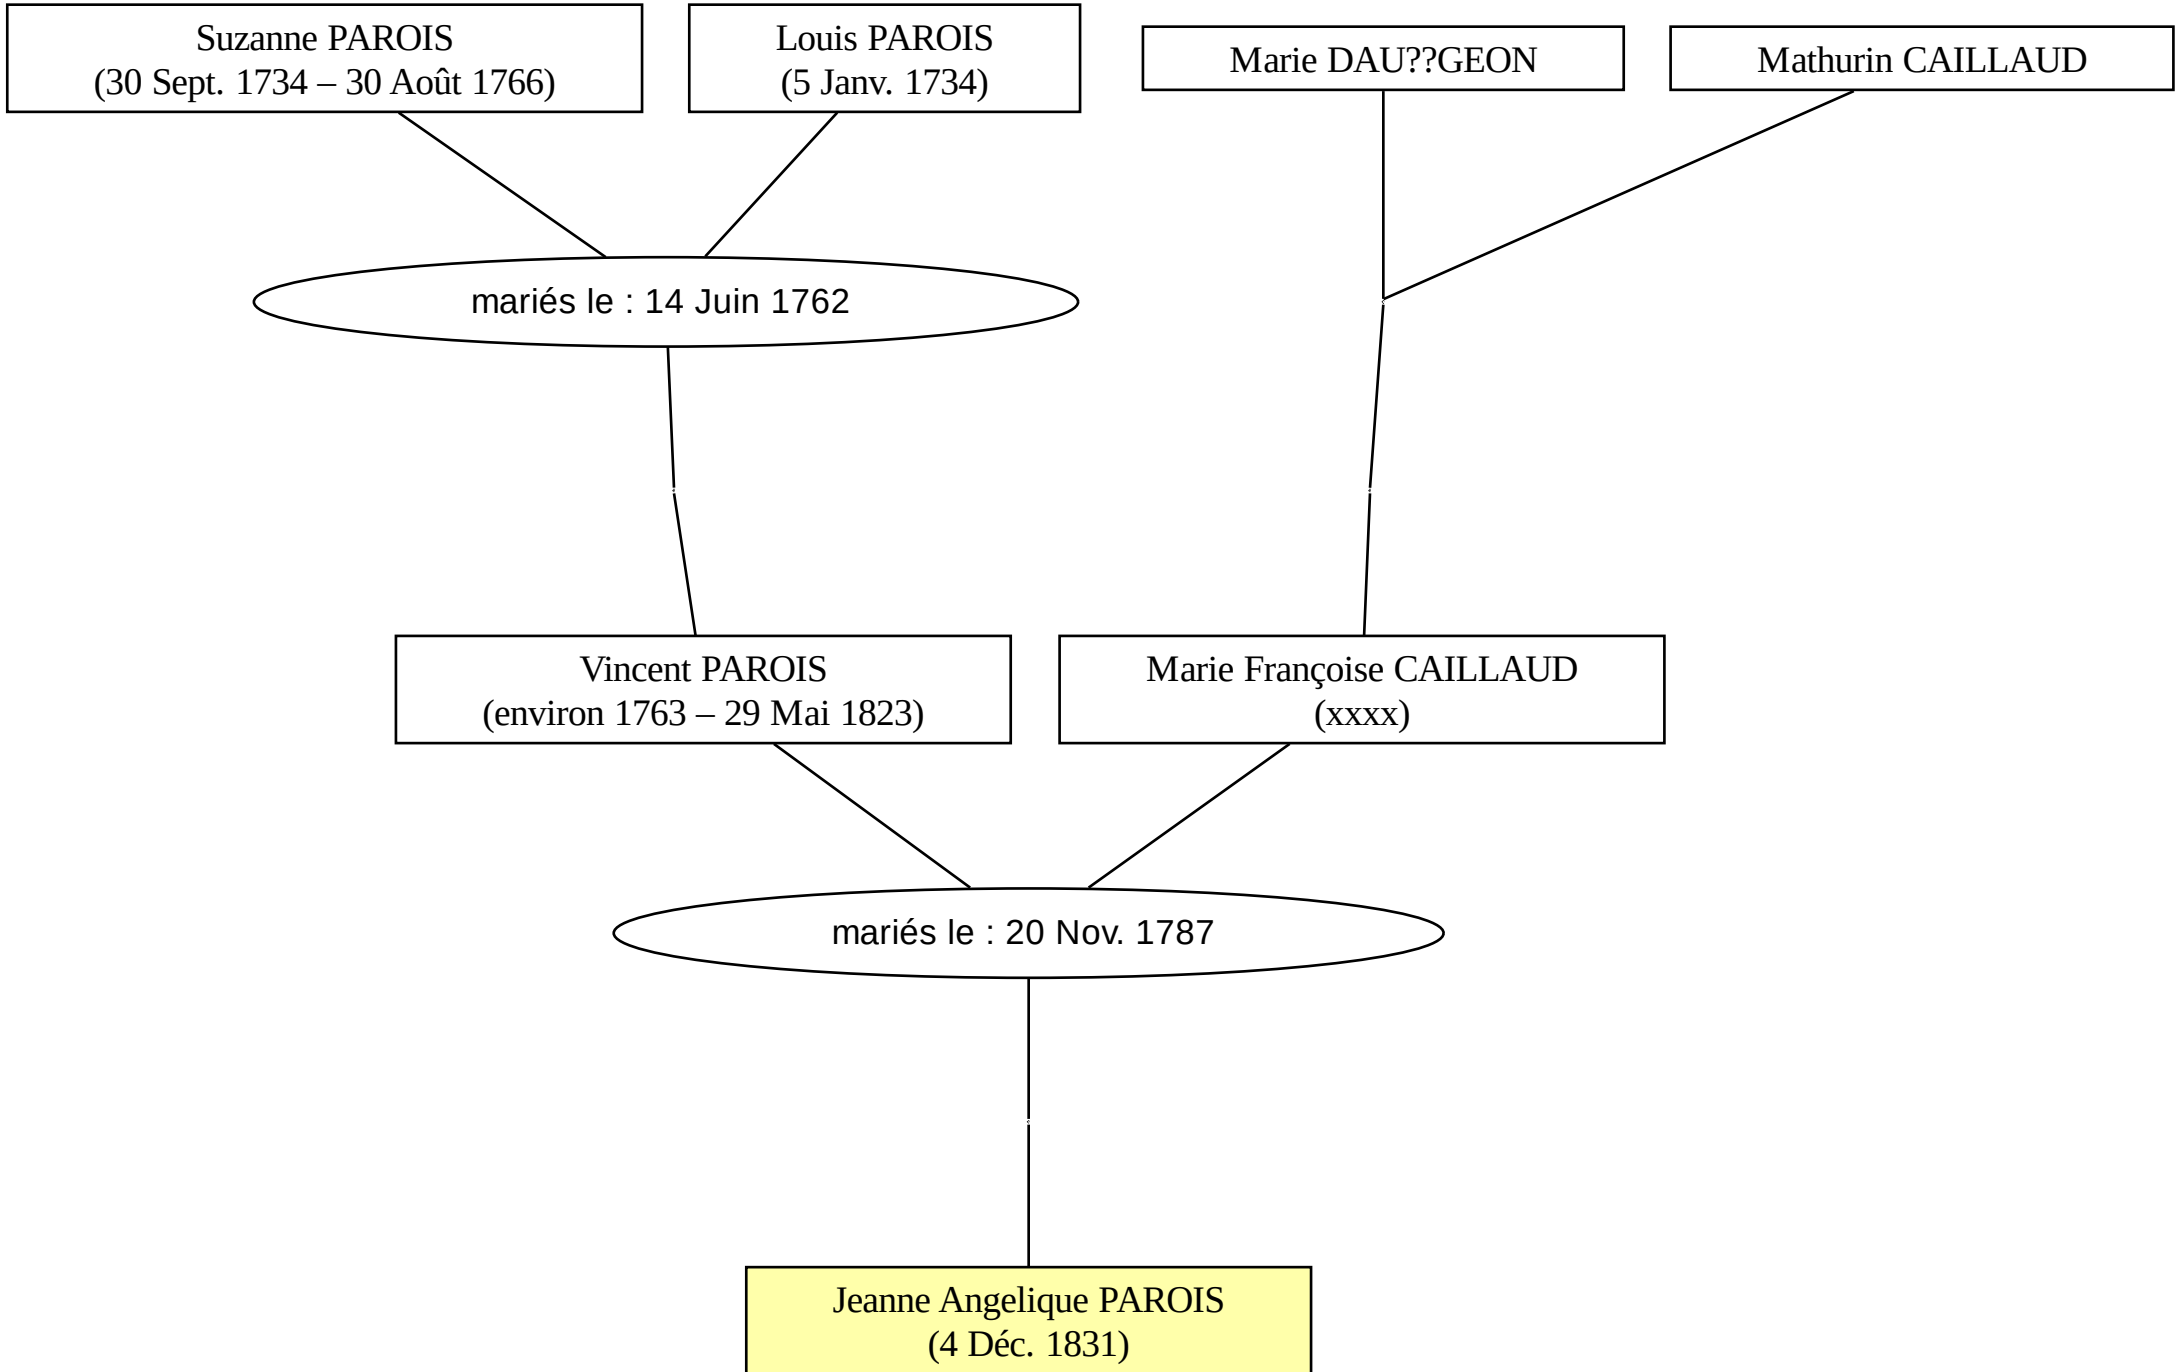 Suzanne PAROIS
(30 Sept. 1734 – 30 Août 1766)
Louis PAROIS
(5 Janv. 1734)
Marie DAU??GEON
Mathurin CAILLAUD
mariés le : 14 Juin 1762
Vincent PAROIS
(environ 1763 – 29 Mai 1823)
Marie Françoise CAILLAUD
(xxxx)
mariés le : 20 Nov. 1787
Jeanne Angelique PAROIS
(4 Déc. 1831)